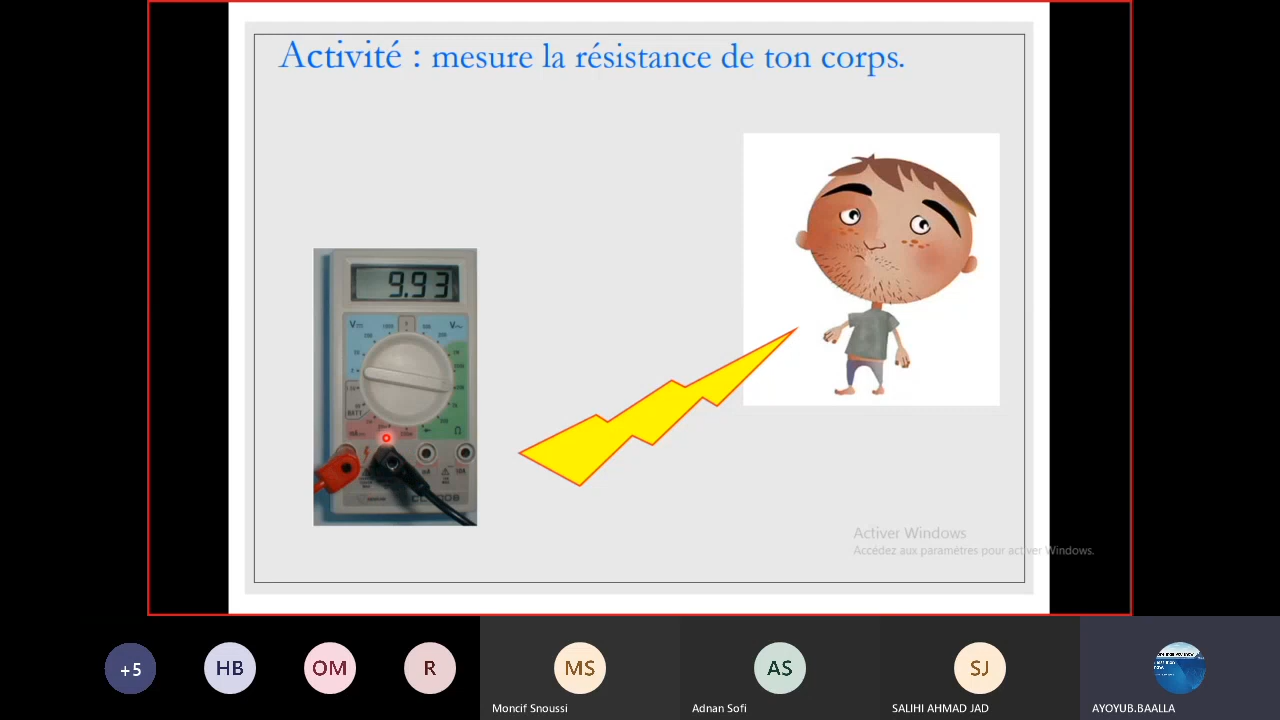 Activité : mesure la résistance de ton corps.
9.93
BATT
Ω
Activer Windows
Accédez aux paramètres pour activer Windows.
+5
HB
OM
R
MS
AS
SJ
Moncif Snoussi
Adnan Sofi
SALIHI AHMAD JAD
AYOYUB.BAALLA